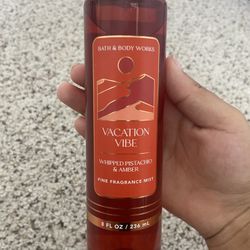 BATH & BODY WORKS
VACATION
VIBE
WHIPPED PISTACHIO
& AMBER
FINE FRAGRANCE MIST
8 FL OZ / 236 mL